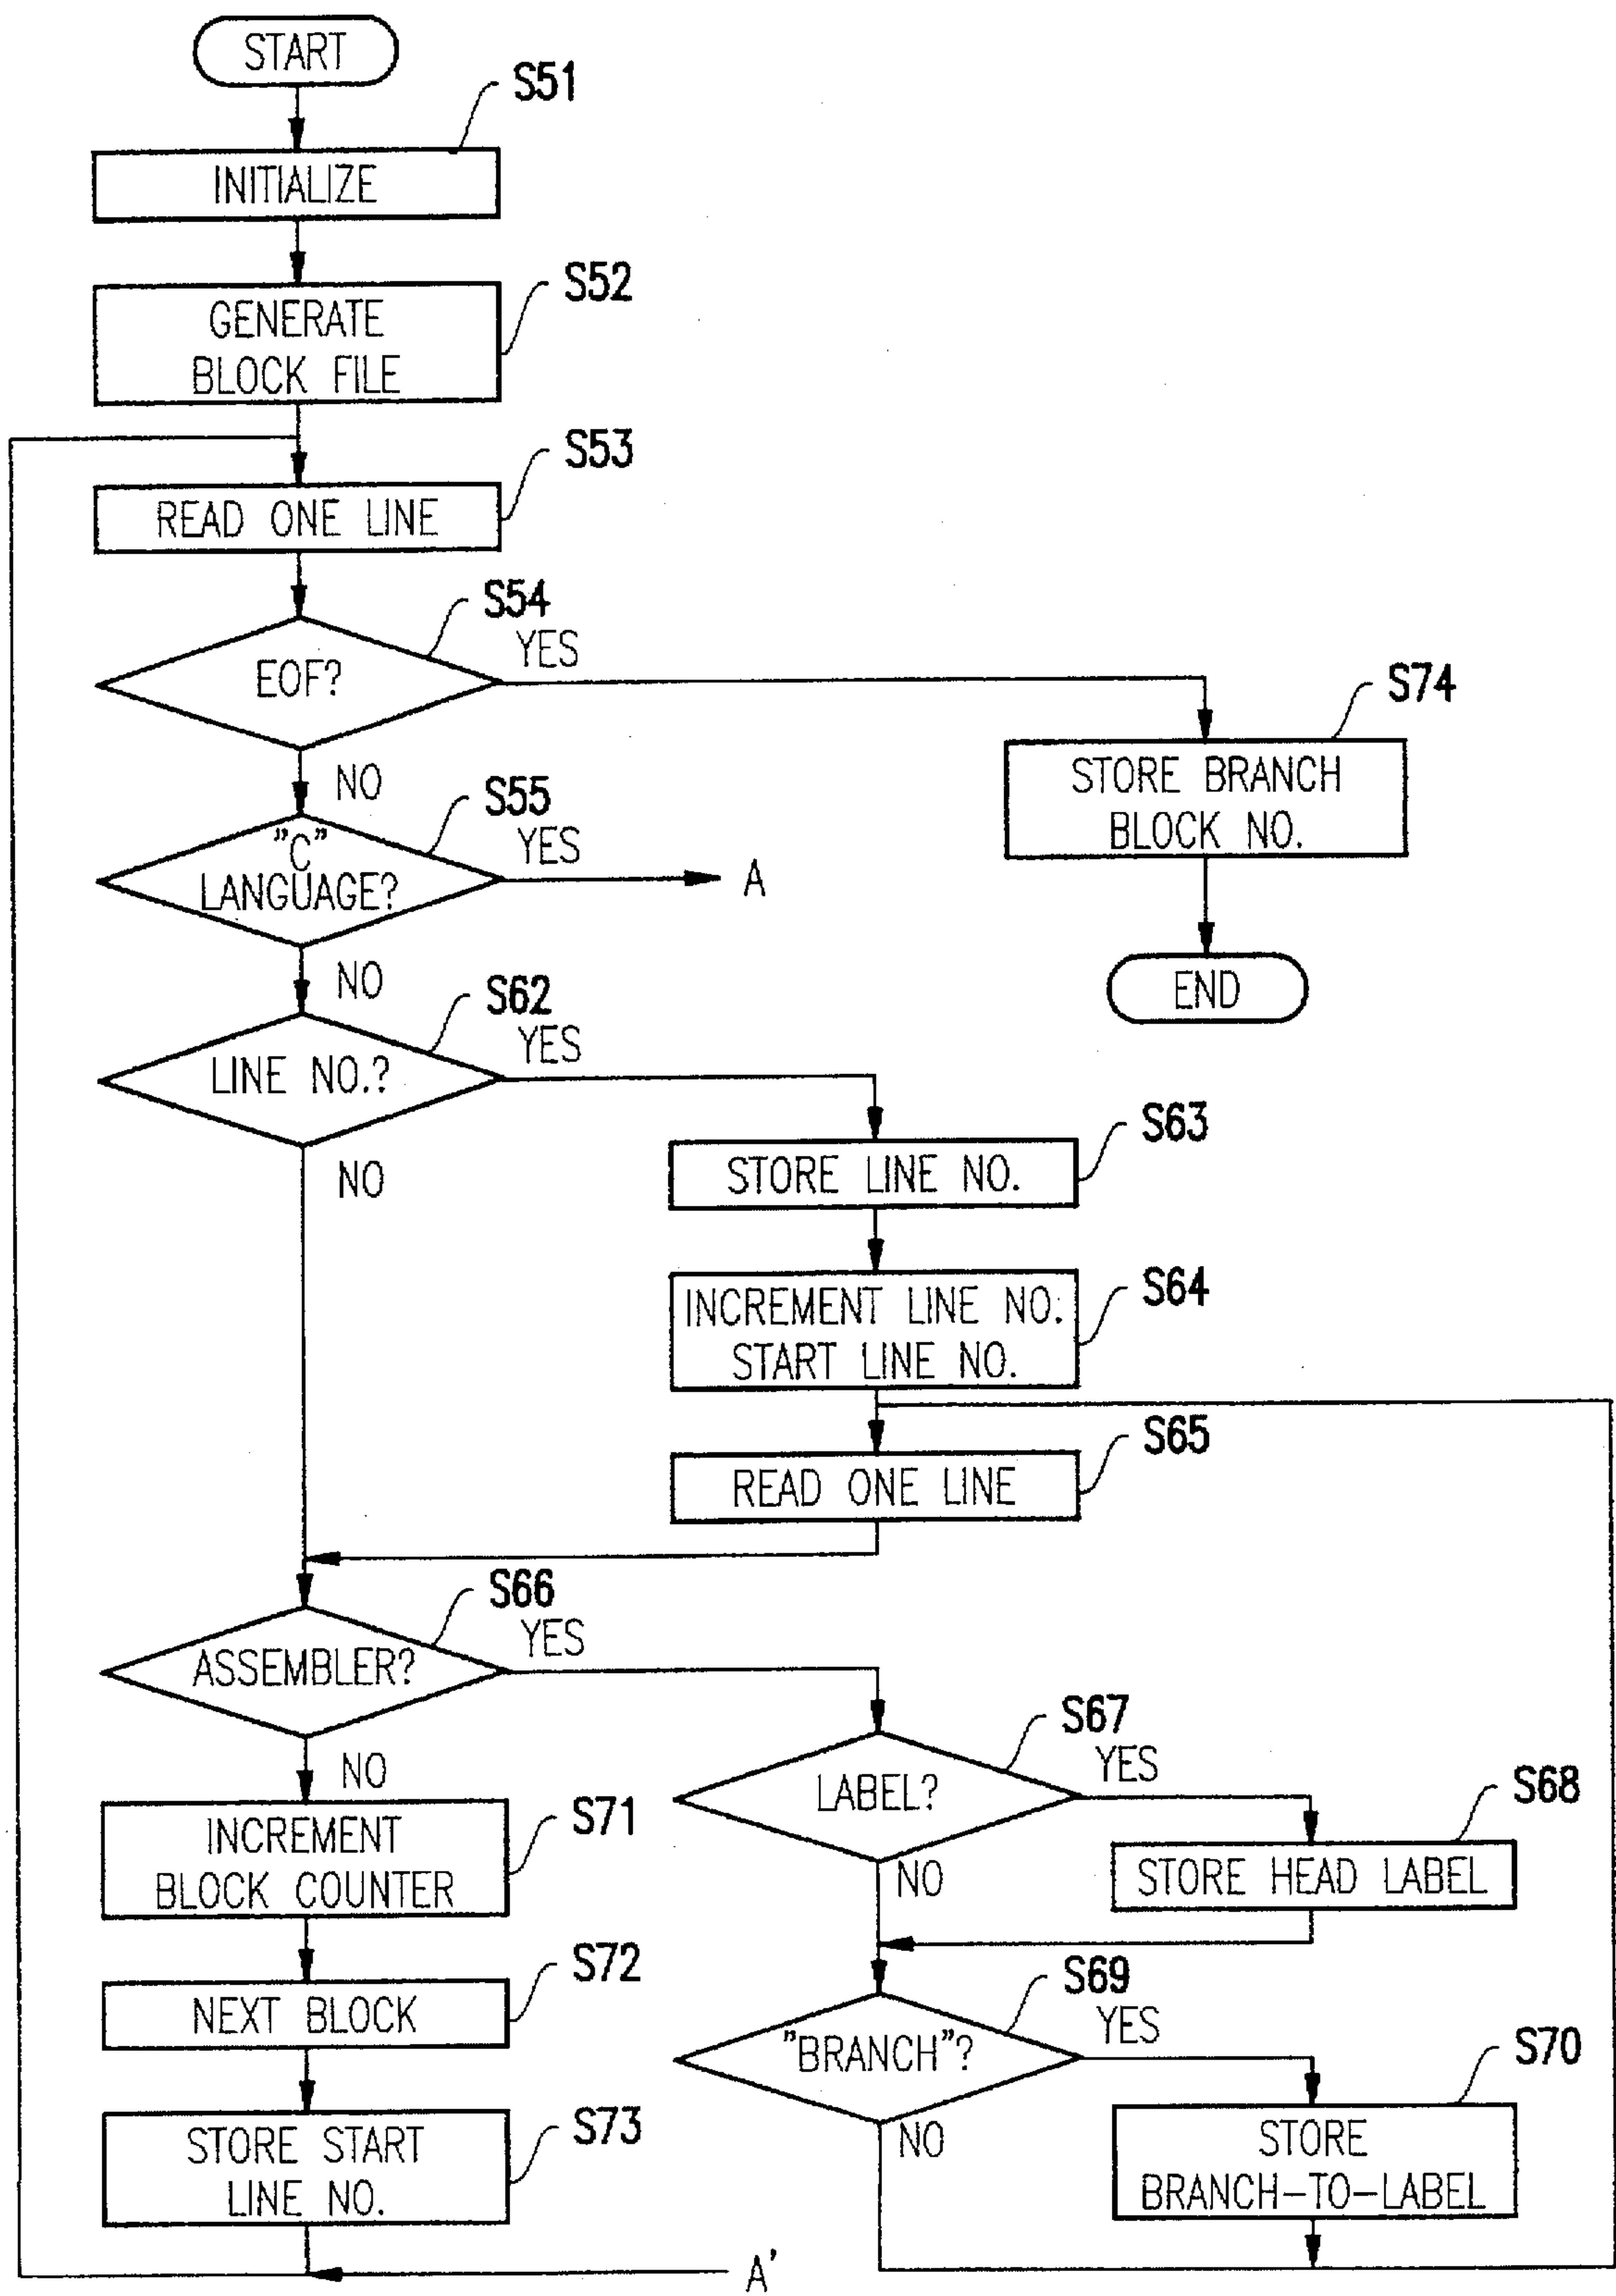 START
S51
INITIALIZE
S52
GENERATE
BLOCK FILE
S53
READ ONE LINE
S54
YES
EOF?
S74
NO
STORE BRANCH
BLOCK NO.
S55
YES
"C"
LANGUAGE?
A
NO
END
S62
YES
LINE NO.?
S63
NO
STORE LINE NO.
S64
INCREMENT LINE NO.
START LINE NO.
S65
READ ONE LINE
S66
YES
ASSEMBLER?
S67
YES
NO
LABEL?
S68
S71
INCREMENT
BLOCK COUNTER
NO
STORE HEAD LABEL
S72
NEXT BLOCK
S69
YES
"BRANCH"?
S70
S73
STORE START
LINE NO.
NO
STORE
BRANCH-TO-LABEL
A'